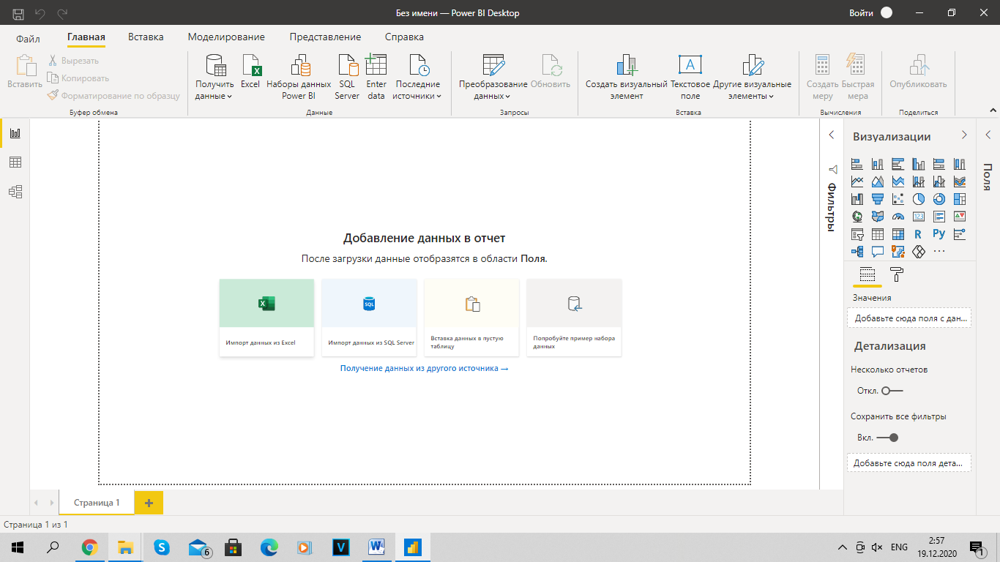 Без имени — Power BI Desktop
Войти
Файл
Главная
Вставка
Моделирование
Представление
Справка
Вставить
Вырезать
Копировать
Форматирование по образцу
Буфер обмена
Получить
данные
Excel
Наборы данных
Power BI
SQL
Server
Enter
data
Последние
источники
Данные
Преобразование
данных
Обновить
Запросы
Создать визуальный
элемент
Текстовое
поле
Другие визуальные
элементы
Вставка
Создать
меру
Быстрая
мера
Вычисления
Опубликовать
Поделиться
Добавление данных в отчет
После загрузки данные отобразятся в области Поля.
SQL
Импорт данных из Excel
Импорт данных из SQL Server
Вставка данных в пустую
таблицу
Попробуйте пример набора
данных
Получение данных из другого источника →
Фильтры
Визуализации
123
R
Py
Значения
Добавьте сюда поля с дан...
Детализация
Несколько отчетов
Откл.
Сохранить все фильтры
Вкл.
Добавьте сюда поля дета...
Поля
Страница 1
Страница 1 из 1
6
ENG
2:57
19.12.2020
1